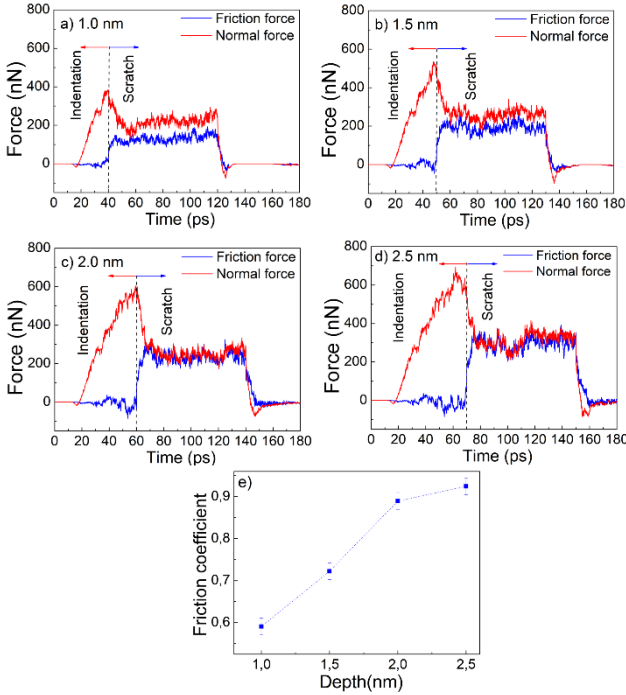 a) 1.0 nm
Friction force
Normal force
Indentation
Scratch
Force (nN)
800
600
400
200
0
0 20 40 60 80 100 120 140 160 180
Time (ps)
b) 1.5 nm
Friction force
Normal force
Indentation
Scratch
Force (nN)
800
600
400
200
0
0 20 40 60 80 100 120 140 160 180
Time (ps)
c) 2.0 nm
Friction force
Normal force
Indentation
Scratch
Force (nN)
800
600
400
200
0
0 20 40 60 80 100 120 140 160 180
Time (ps)
d) 2.5 nm
Friction force
Normal force
Indentation
Scratch
Force (nN)
800
600
400
200
0
0 20 40 60 80 100 120 140 160 180
Time (ps)
e)
Friction coefficient
0,9
0,8
0,7
0,6
1,0 1,5 2,0 2,5
Depth(nm)